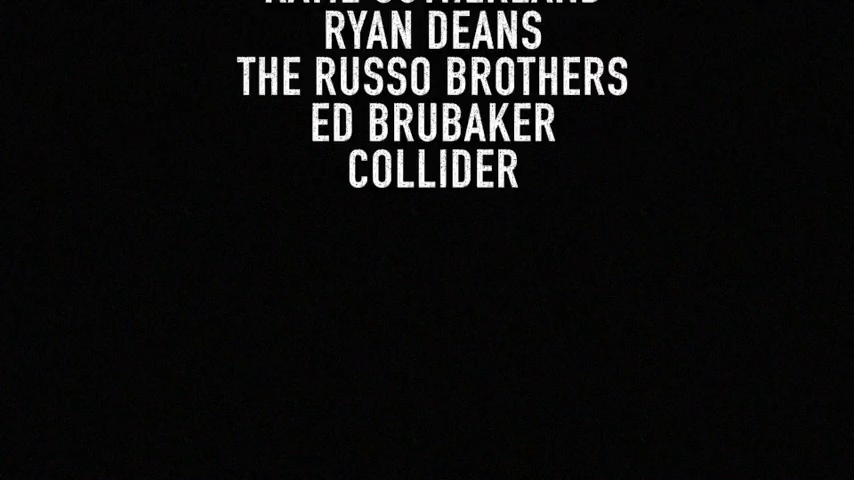 RYAN DEANS
THE RUSSO BROTHERS
ED BRUBAKER
COLLIDER